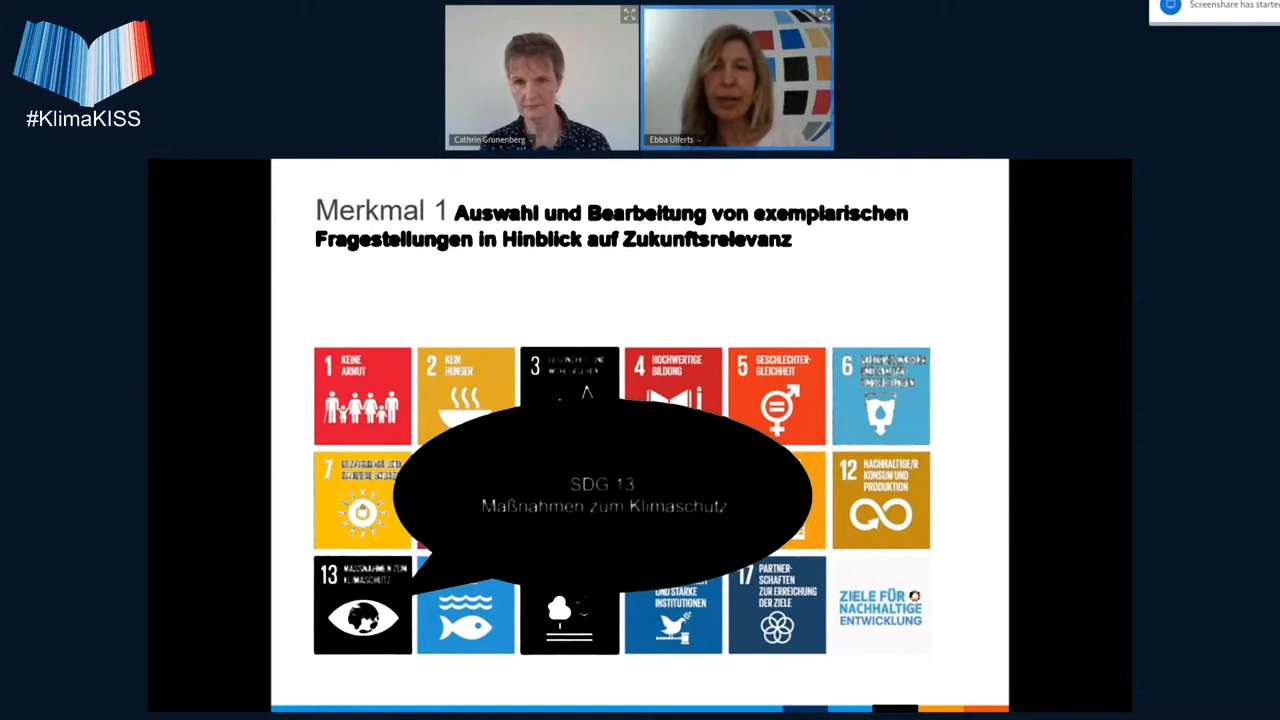 Screenshare has started
#KlimaKISS
Cathrin Gronenberg
Ebba Ulferts
Merkmal 1 Auswahl und Bearbeitung von exemplarischen
Fragestellungen in Hinblick auf Zukunftsrelevanz
1 KEINE
ARMUT
2 KEIN
HUNGER
3
4 HOCHWERTIGE
BILDUNG
5 GESCHLECHTER-
GLEICHHEIT
6
7
12 NACHHALTIGE/R
KONSUM UND
PRODUKTION
SDG 13
Maßnahmen zum Klimaschutz
13 MASSNAHMEN ZUM
KLIMASCHUTZ
UND STARKE
INSTITUTIONEN
17 PARTNER-
SCHAFTEN
ZUR ERREICHUNG
DER ZIELE
ZIELE FÜR
NACHHALTIGE
ENTWICKLUNG